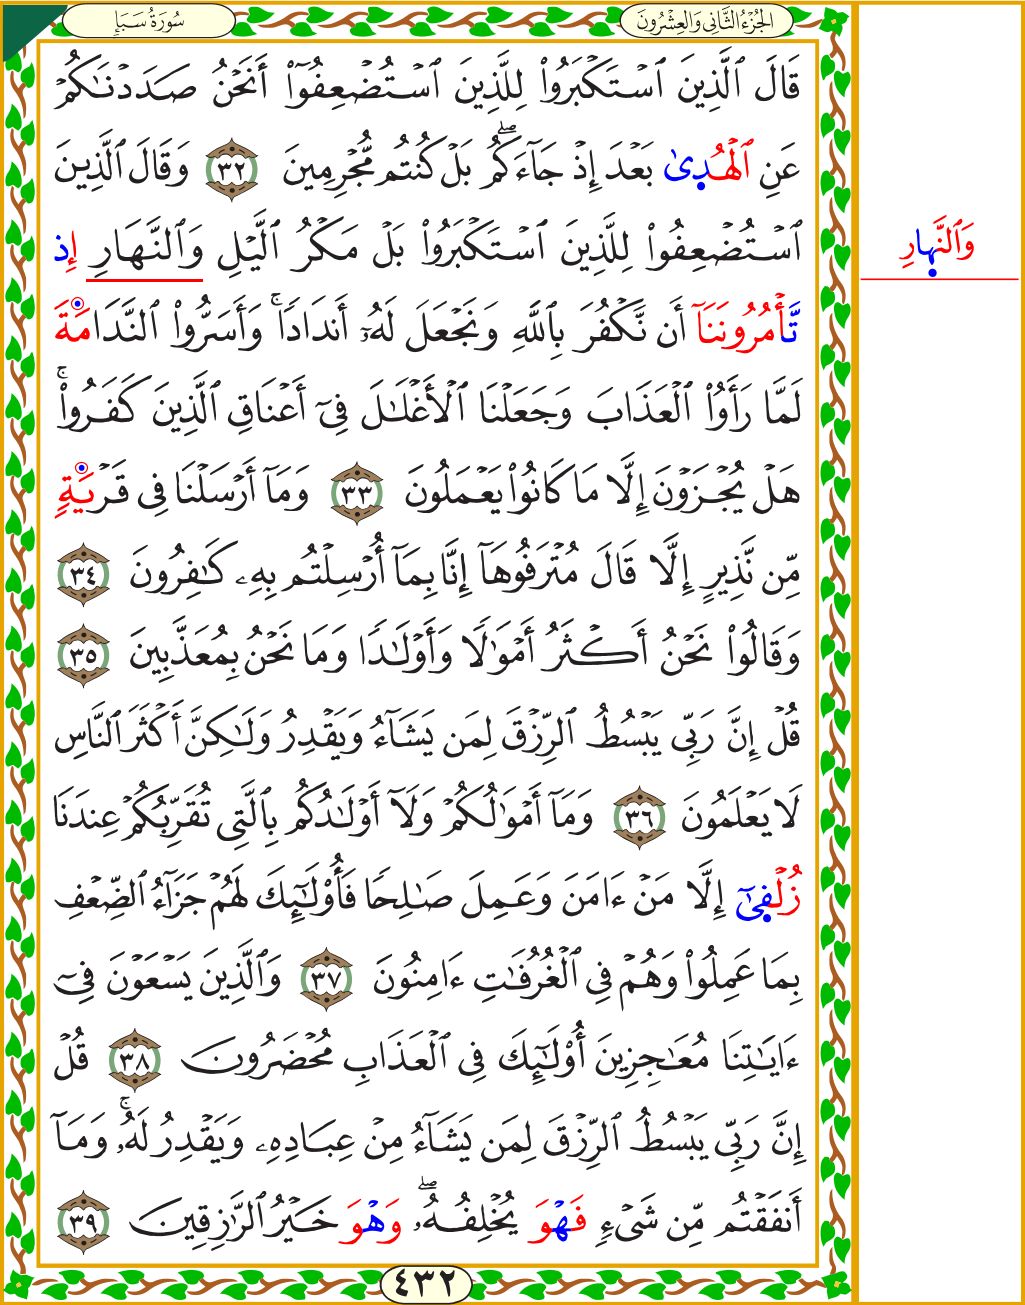 سُورَةُ سَبَإٍ
الجُزْءُ الثَّانِي وَالعِشْرُونَ
قَالَ ٱلَّذِينَ ٱسۡتَكۡبَرُواْ لِلَّذِينَ ٱسۡتُضۡعِفُوٓاْ أَنَحۡنُ صَدَدۡنَٰكُمۡ
عَنِ ٱلۡهُدِىٰ بَعۡدَ إِذۡ جَآءَكُمۖ بَلۡ كُنتُم مُّجۡرِمِينَ ٣٢ وَقَالَ ٱلَّذِينَ
ٱسۡتُضۡعِفُواْ لِلَّذِينَ ٱسۡتَكۡبَرُواْ بَلۡ مَكۡرُ ٱلَّيۡلِ وَٱلنَّهَارِ إِذ
تَّأۡمُرُونَنَآ أَن نَّكۡفُرَ بِٱللَّهِ وَنَجۡعَلَ لَهُۥٓ أَندَادٗاۚ وَأَسَرُّواْ ٱلنَّدَامَةَ
لَمَّا رَأَوُاْ ٱلۡعَذَابَ وَجَعَلۡنَا ٱلۡأَغۡلَٰلَ فِيٓ أَعۡنَاقِ ٱلَّذِينَ كَفَرُواْۚ
هَلۡ يُجۡزَوۡنَ إِلَّا مَا كَانُواْ يَعۡمَلُونَ ٣٣ وَمَآ أَرۡسَلۡنَا فِي قَرۡيَةٖ
مِّن نَّذِيرٍ إِلَّا قَالَ مُتۡرَفُوهَآ إِنَّا بِمَآ أُرۡسِلۡتُم بِهِۦ كَٰفِرُونَ ٣٤
وَقَالُواْ نَحۡنُ أَكۡثَرُ أَمۡوَٰلٗا وَأَوۡلَٰدٗا وَمَا نَحۡنُ بِمُعَذَّبِينَ ٣٥
قُلۡ إِنَّ رَبِّي يَبۡسُطُ ٱلرِّزۡقَ لِمَن يَشَآءُ وَيَقۡدِرُ وَلَٰكِنَّ أَكۡثَرَ ٱلنَّاسِ
لَا يَعۡلَمُونَ ٣٦ وَمَآ أَمۡوَٰلُكُمۡ وَلَآ أَوۡلَٰدُكُم بِٱلَّتِي تُقَرِّبُكُمۡ عِندَنَا
زُلۡفِىٰٓ إِلَّا مَنۡ ءَامَنَ وَعَمِلَ صَٰلِحٗا فَأُوْلَٰٓئِكَ لَهُمۡ جَزَآءُ ٱلضِّعۡفِ
بِمَا عَمِلُواْ وَهُمۡ فِي ٱلۡغُرُفَٰتِ ءَامِنُونَ ٣٧ وَٱلَّذِينَ يَسۡعَوۡنَ فِيٓ
ءَايَٰتِنَا مُعَٰجِزِينَ أُوْلَٰٓئِكَ فِي ٱلۡعَذَابِ مُحۡضَرُونَ ٣٨ قُلۡ
إِنَّ رَبِّي يَبۡسُطُ ٱلرِّزۡقَ لِمَن يَشَآءُ مِنۡ عِبَادِهِۦ وَيَقۡدِرُ لَهُۥۚ وَمَآ
أَنفَقۡتُم مِّن شَيۡءٖ فَهۡوَ يُخۡلِفُهُۥۖ وَهۡوَ خَيۡرُ ٱلرَّٰزِقِينَ ٣٩
وَٱلنَّهِارِ
٤٣٢